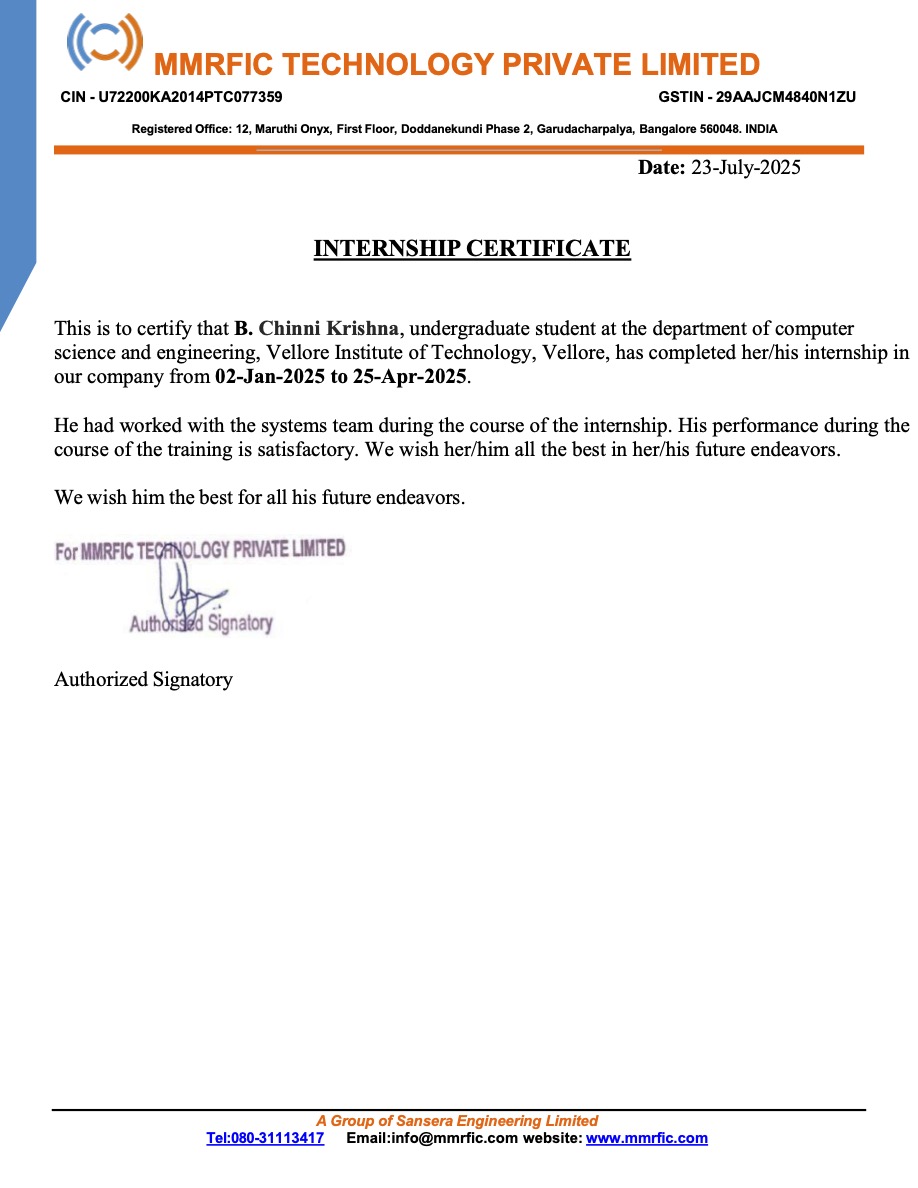 MMRFIC TECHNOLOGY PRIVATE LIMITED
CIN - U72200KA2014PTC077359 GSTIN - 29AAJCM4840N1ZU
Registered Office: 12, Maruthi Onyx, First Floor, Doddanekundi Phase 2, Garudacharpalya, Bangalore 560048. INDIA
Date: 23-July-2025
INTERNSHIP CERTIFICATE
This is to certify that B. Chinni Krishna, undergraduate student at the department of computer
science and engineering, Vellore Institute of Technology, Vellore, has completed her/his internship in
our company from 02-Jan-2025 to 25-Apr-2025.
He had worked with the systems team during the course of the internship. His performance during the
course of the training is satisfactory. We wish her/him all the best in her/his future endeavors.
We wish him the best for all his future endeavors.
For MMRFIC TECHNOLOGY PRIVATE LIMITED
Authorised Signatory
Authorized Signatory
A Group of Sansera Engineering Limited
Tel:080-31113417 Email:info@mmrfic.com website: www.mmrfic.com